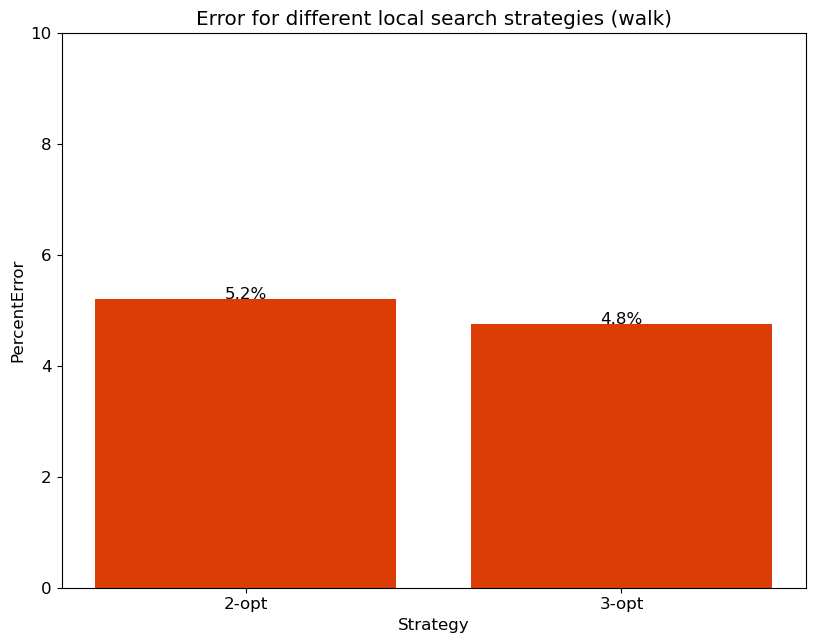 Error for different local search strategies (walk)
10
8
6
4
2
0
PercentError
5.2%
4.8%
2-opt
3-opt
Strategy